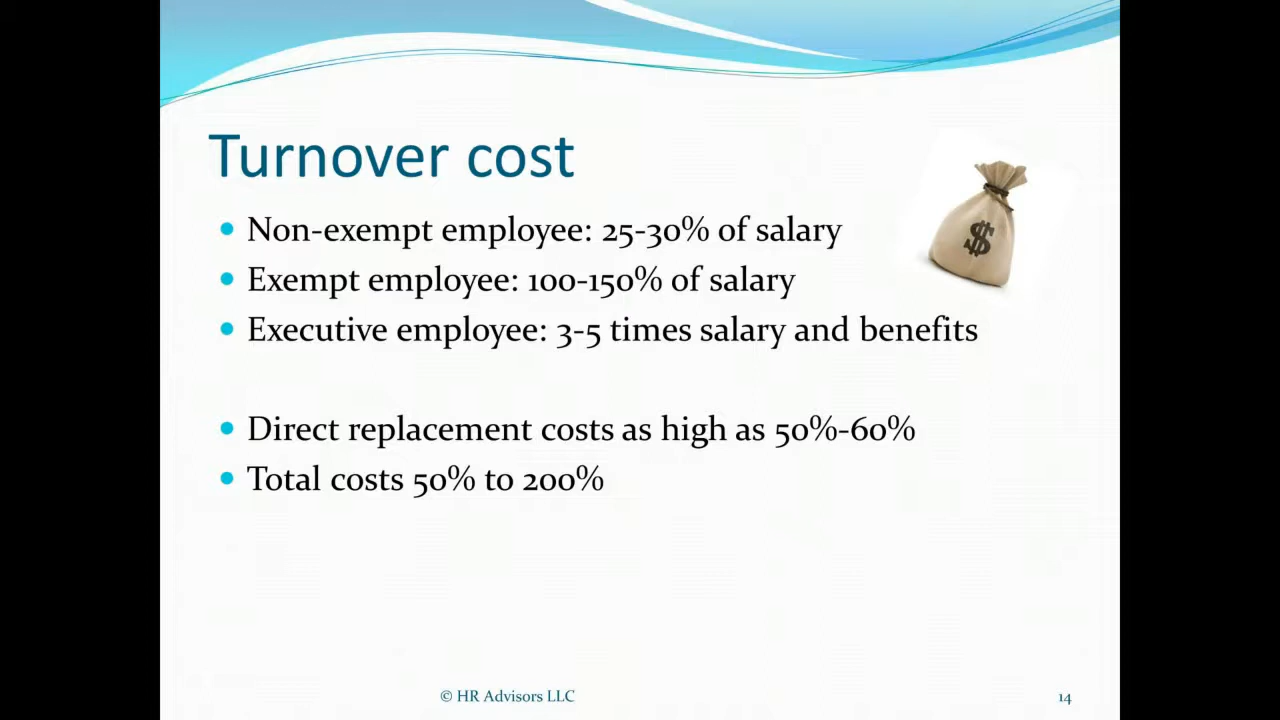 Turnover cost
$
Non-exempt employee: 25-30% of salary
Exempt employee: 100-150% of salary
Executive employee: 3-5 times salary and benefits
Direct replacement costs as high as 50%-60%
Total costs 50% to 200%
© HR Advisors LLC
14